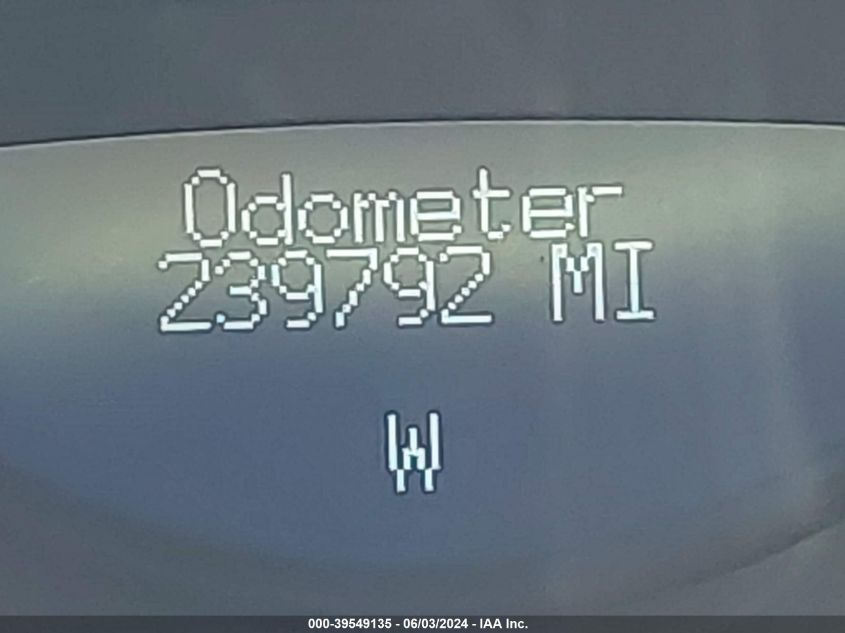 Odometer
239792 MI
W
000-39549135 - 06/03/2024 - IAA Inc.